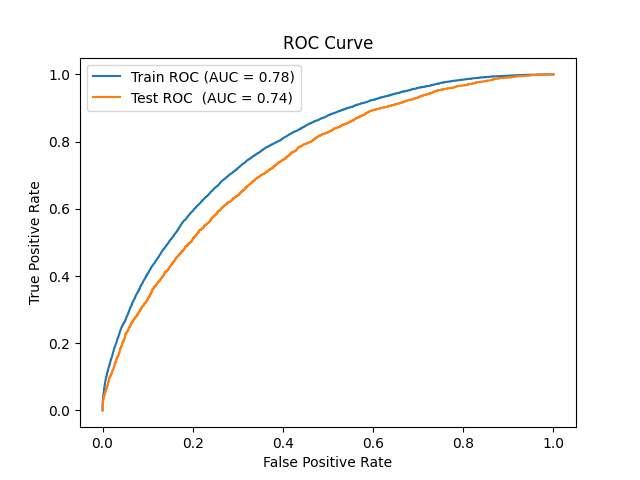 ROC Curve
Train ROC (AUC = 0.78)
Test ROC  (AUC = 0.74)
True Positive Rate
1.0
0.8
0.6
0.4
0.2
0.0
0.0 0.2 0.4 0.6 0.8 1.0
False Positive Rate